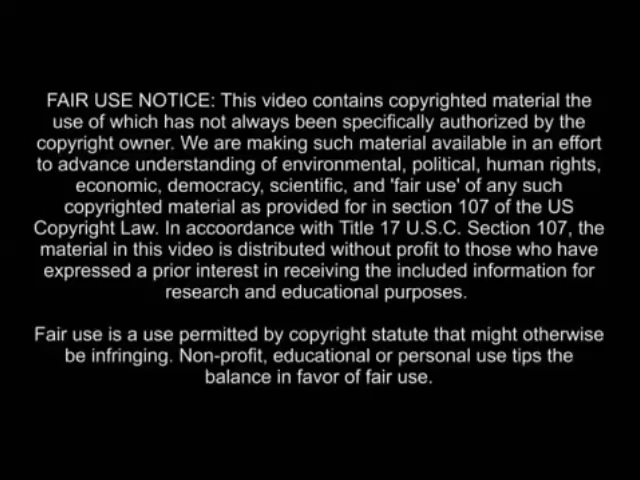 FAIR USE NOTICE: This video contains copyrighted material the
use of which has not always been specifically authorized by the
copyright owner. We are making such material available in an effort
to advance understanding of environmental, political, human rights,
economic, democracy, scientific, and 'fair use' of any such
copyrighted material as provided for in section 107 of the US
Copyright Law. In accoordance with Title 17 U.S.C. Section 107, the
material in this video is distributed without profit to those who have
expressed a prior interest in receiving the included information for
research and educational purposes.
Fair use is a use permitted by copyright statute that might otherwise
be infringing. Non-profit, educational or personal use tips the
balance in favor of fair use.